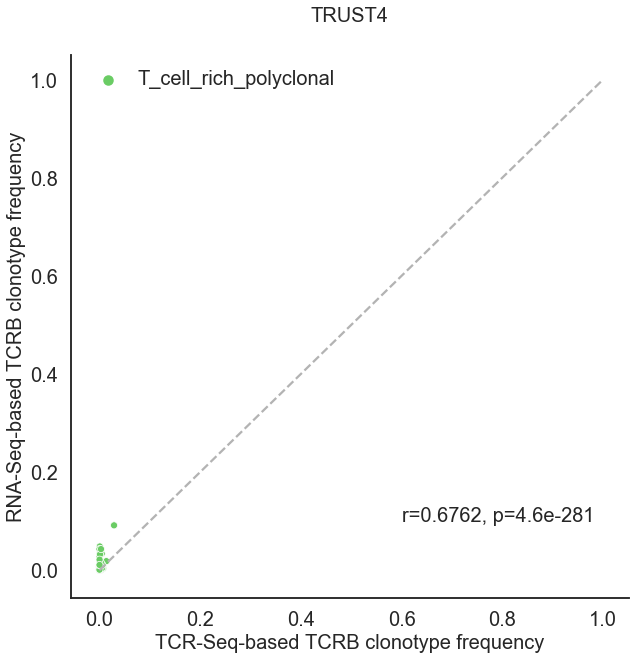 TRUST4
T_cell_rich_polyclonal
RNA-Seq-based TCRB clonotype frequency
1.0
0.8
0.6
0.4
0.2
0.0
r=0.6762, p=4.6e-281
0.0 0.2 0.4 0.6 0.8 1.0
TCR-Seq-based TCRB clonotype frequency